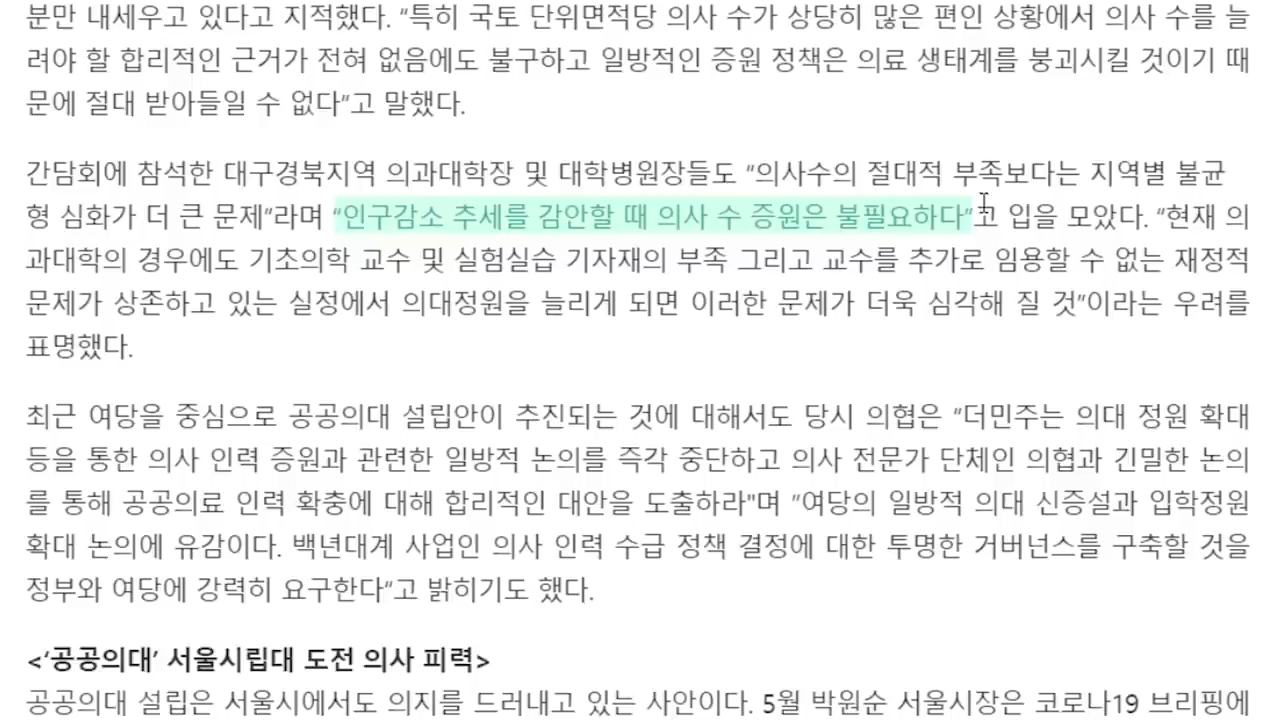 분만 내세우고 있다고 지적했다. “특히 국토 단위면적당 의사 수가 상당히 많은 편인 상황에서 의사 수를 늘
려야 할 합리적인 근거가 전혀 없음에도 불구하고 일방적인 증원 정책은 의료 생태계를 붕괴시킬 것이기 때
문에 절대 받아들일 수 없다”고 말했다.
간담회에 참석한 대구경북지역 의과대학장 및 대학병원장들도 “의사수의 절대적 부족보다는 지역별 불균
형 심화가 더 큰 문제”라며 “인구감소 추세를 감안할 때 의사 수 증원은 불필요하다”고 입을 모았다. “현재 의
과대학의 경우에도 기초의학 교수 및 실험실습 기자재의 부족 그리고 교수를 추가로 임용할 수 없는 재정적
문제가 상존하고 있는 실정에서 의대정원을 늘리게 되면 이러한 문제가 더욱 심각해 질 것”이라는 우려를
표명했다.
최근 여당을 중심으로 공공의대 설립안이 추진되는 것에 대해서도 당시 의협은 “더민주는 의대 정원 확대
등을 통한 의사 인력 증원과 관련한 일방적 논의를 즉각 중단하고 의사 전문가 단체인 의협과 긴밀한 논의
를 통해 공공의료 인력 확충에 대해 합리적인 대안을 도출하라"며 ”여당의 일방적 의대 신증설과 입학정원
확대 논의에 유감이다. 백년대계 사업인 의사 인력 수급 정책 결정에 대한 투명한 거버넌스를 구축할 것을
정부와 여당에 강력히 요구한다“고 밝히기도 했다.
<‘공공의대’ 서울시립대 도전 의사 피력>
공공의대 설립은 서울시에서도 의지를 드러내고 있는 사안이다. 5월 박원순 서울시장은 코로나19 브리핑에